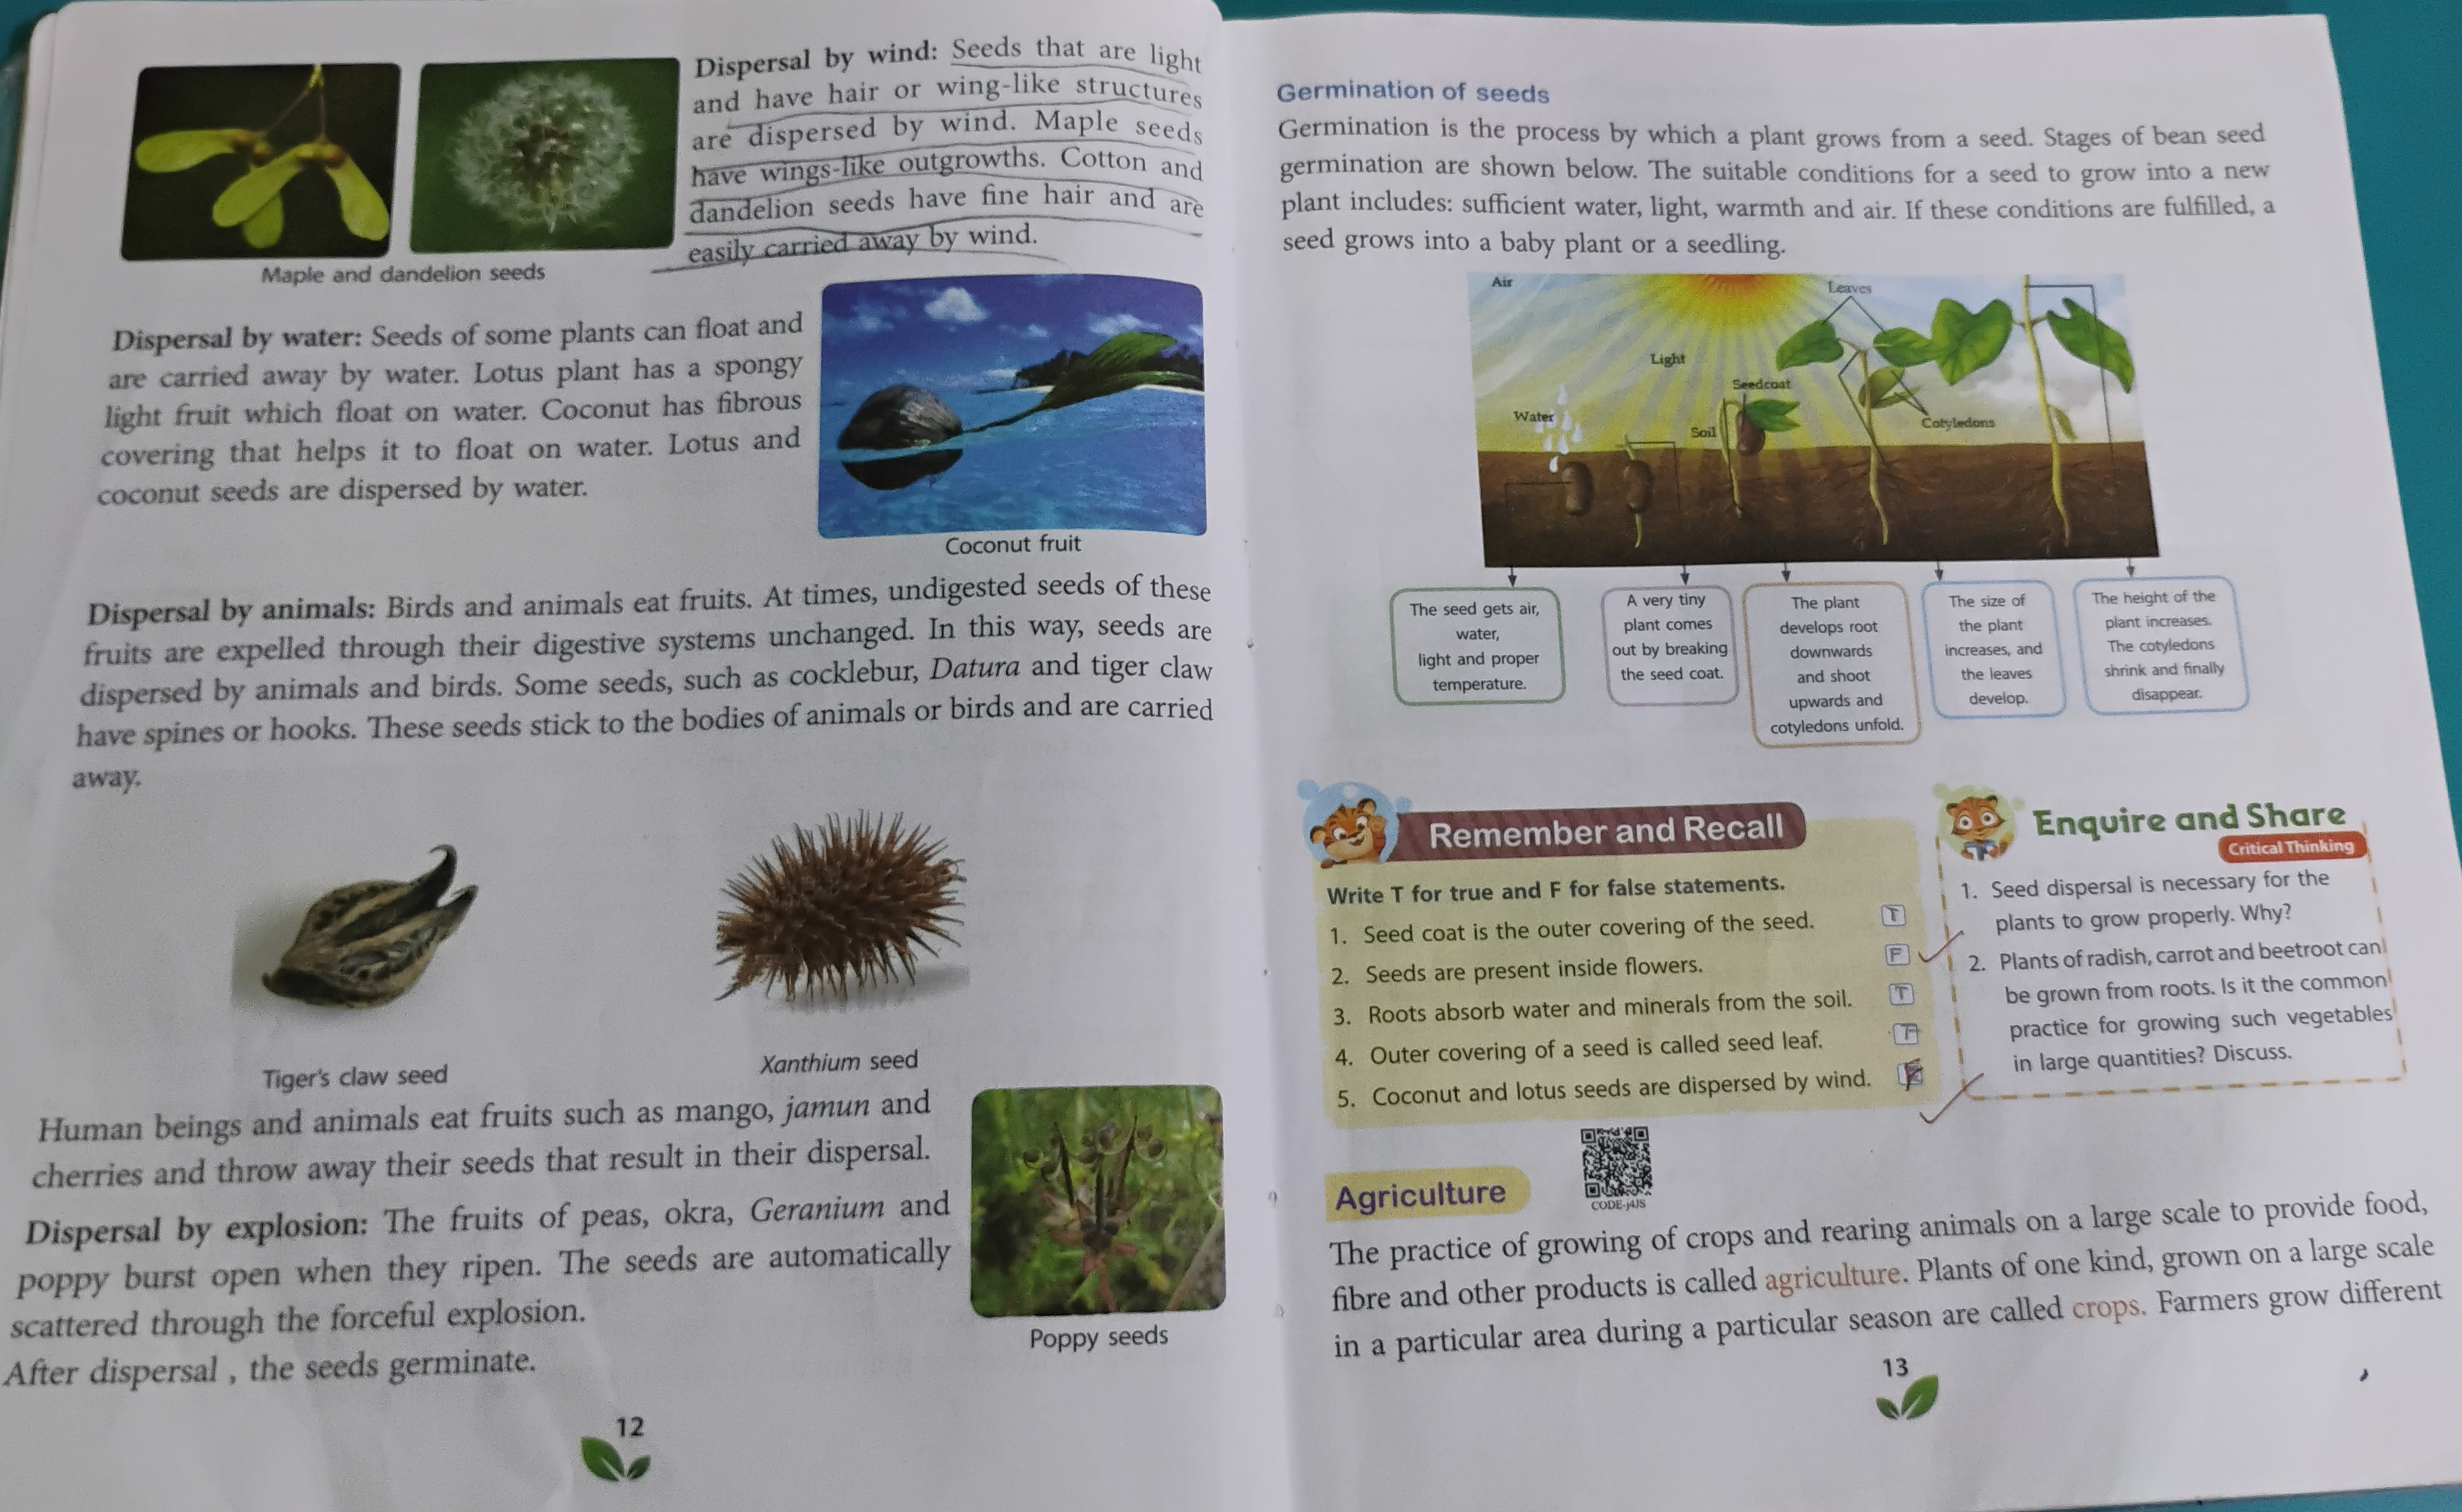 Dispersal by wind: Seeds that are light
and have hair or wing-like structures
are dispersed by wind. Maple seeds
have wings-like outgrowths. Cotton and
dandelion seeds have fine hair and are
easily carried away by wind.
Maple and dandelion seeds
Dispersal by water: Seeds of some plants can float and
are carried away by water. Lotus plant has a spongy
light fruit which float on water. Coconut has fibrous
covering that helps it to float on water. Lotus and
coconut seeds are dispersed by water.
Coconut fruit
Dispersal by animals: Birds and animals eat fruits. At times, undigested seeds of these
fruits are expelled through their digestive systems unchanged. In this way, seeds are
dispersed by animals and birds. Some seeds, such as cocklebur, Datura and tiger claw
have spines or hooks. These seeds stick to the bodies of animals or birds and are carried
away.
Tiger's claw seed
Xanthium seed
Human beings and animals eat fruits such as mango, jamun and
cherries and throw away their seeds that result in their dispersal.
Dispersal by explosion: The fruits of peas, okra, Geranium and
poppy burst open when they ripen. The seeds are automatically
scattered through the forceful explosion.
After dispersal , the seeds germinate.
Poppy seeds
12
Germination of seeds
Germination is the process by which a plant grows from a seed. Stages of bean seed
germination are shown below. The suitable conditions for a seed to grow into a new
plant includes: sufficient water, light, warmth and air. If these conditions are fulfilled, a
seed grows into a baby plant or a seedling.
Air
Leaves
Light
Seedcoat
Water
Soil
Cotyledons
The seed gets air,
water,
light and proper
temperature.
A very tiny
plant comes
out by breaking
the seed coat.
The plant
develops root
downwards
and shoot
upwards and
cotyledons unfold.
The size of
the plant
increases, and
the leaves
develop.
The height of the
plant increases.
The cotyledons
shrink and finally
disappear.
Remember and Recall
Write T for true and F for false statements.
1. Seed coat is the outer covering of the seed. T
2. Seeds are present inside flowers. F
3. Roots absorb water and minerals from the soil. T
4. Outer covering of a seed is called seed leaf.
5. Coconut and lotus seeds are dispersed by wind.
Enquire and Share
Critical Thinking
1. Seed dispersal is necessary for the
plants to grow properly. Why?
2. Plants of radish, carrot and beetroot can
be grown from roots. Is it the common
practice for growing such vegetables
in large quantities? Discuss.
CODE-j4JS
Agriculture
The practice of growing of crops and rearing animals on a large scale to provide food,
fibre and other products is called agriculture. Plants of one kind, grown on a large scale
in a particular area during a particular season are called crops. Farmers grow different
13